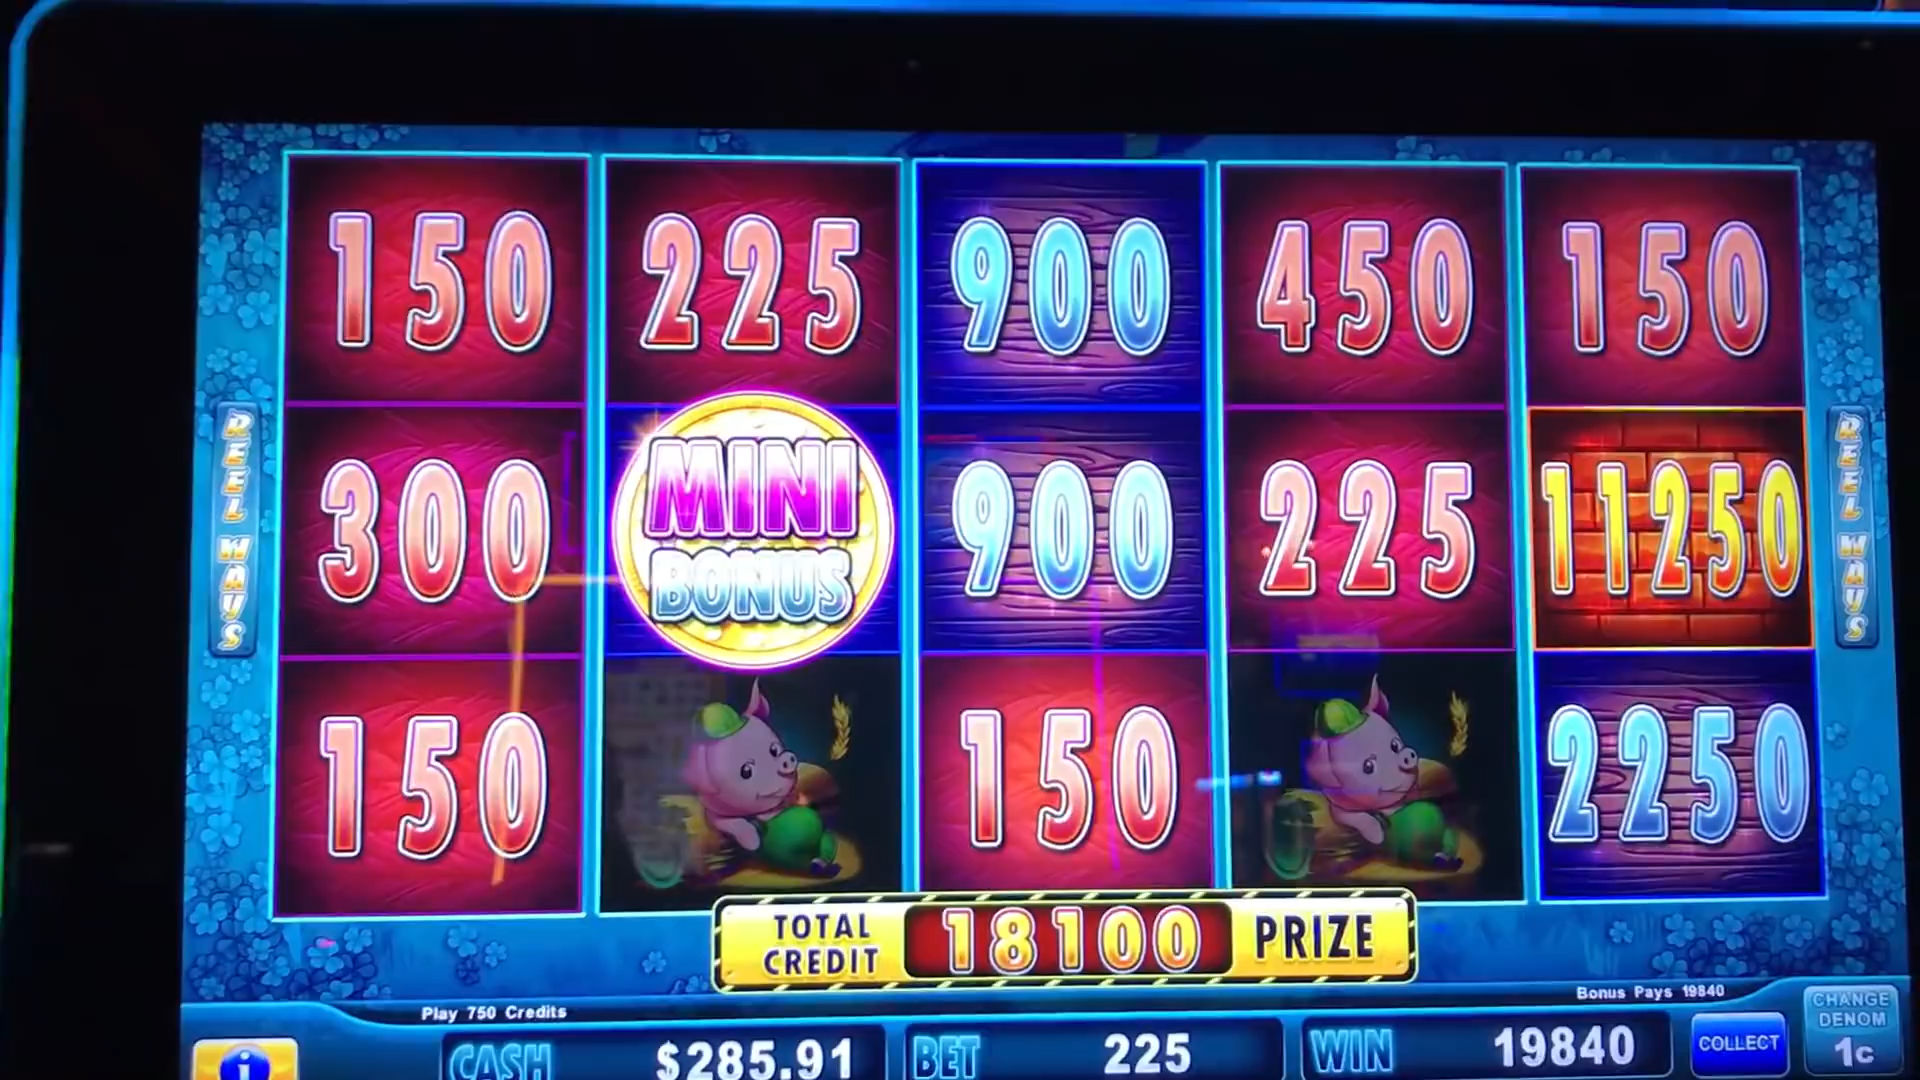 150 225 900 450 150
REEL WAYS
300 MINI 900 225 11250
BONUS
REEL WAYS
150 150 2250
TOTAL CREDIT 18100 PRIZE
Play 750 Credits
Bonus Pays 19840
CASH $285.91 BET 225 WIN 19840 COLLECT
CHANGE
DENOM
1c